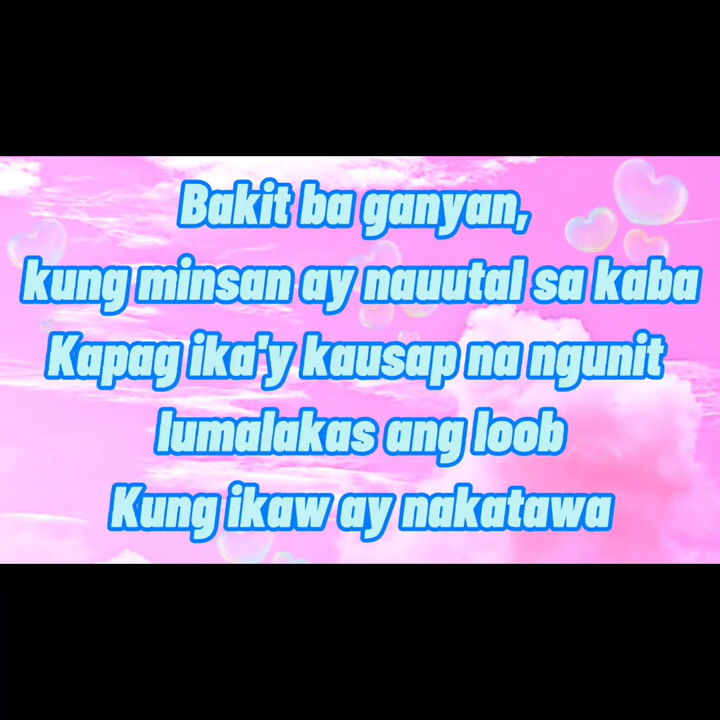 Bakit ba ganyan,
kung minsan ay nauutal sa kaba
Kapag ika'y kausap na ngunit
lumalakas ang loob
Kung ikaw ay nakatawa